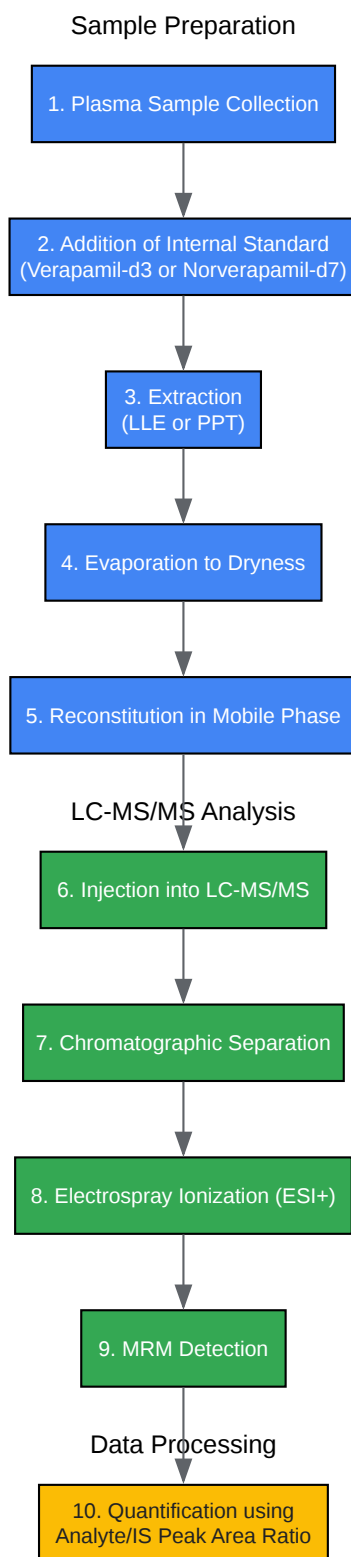 Sample Preparation
1. Plasma Sample Collection
2. Addition of Internal Standard
(Verapamil-d3 or Norverapamil-d7)
3. Extraction
(LLE or PPT)
4. Evaporation to Dryness
5. Reconstitution in Mobile Phase
LC-MS/MS Analysis
6. Injection into LC-MS/MS
7. Chromatographic Separation
8. Electrospray Ionization (ESI+)
9. MRM Detection
Data Processing
10. Quantification using
Analyte/IS Peak Area Ratio